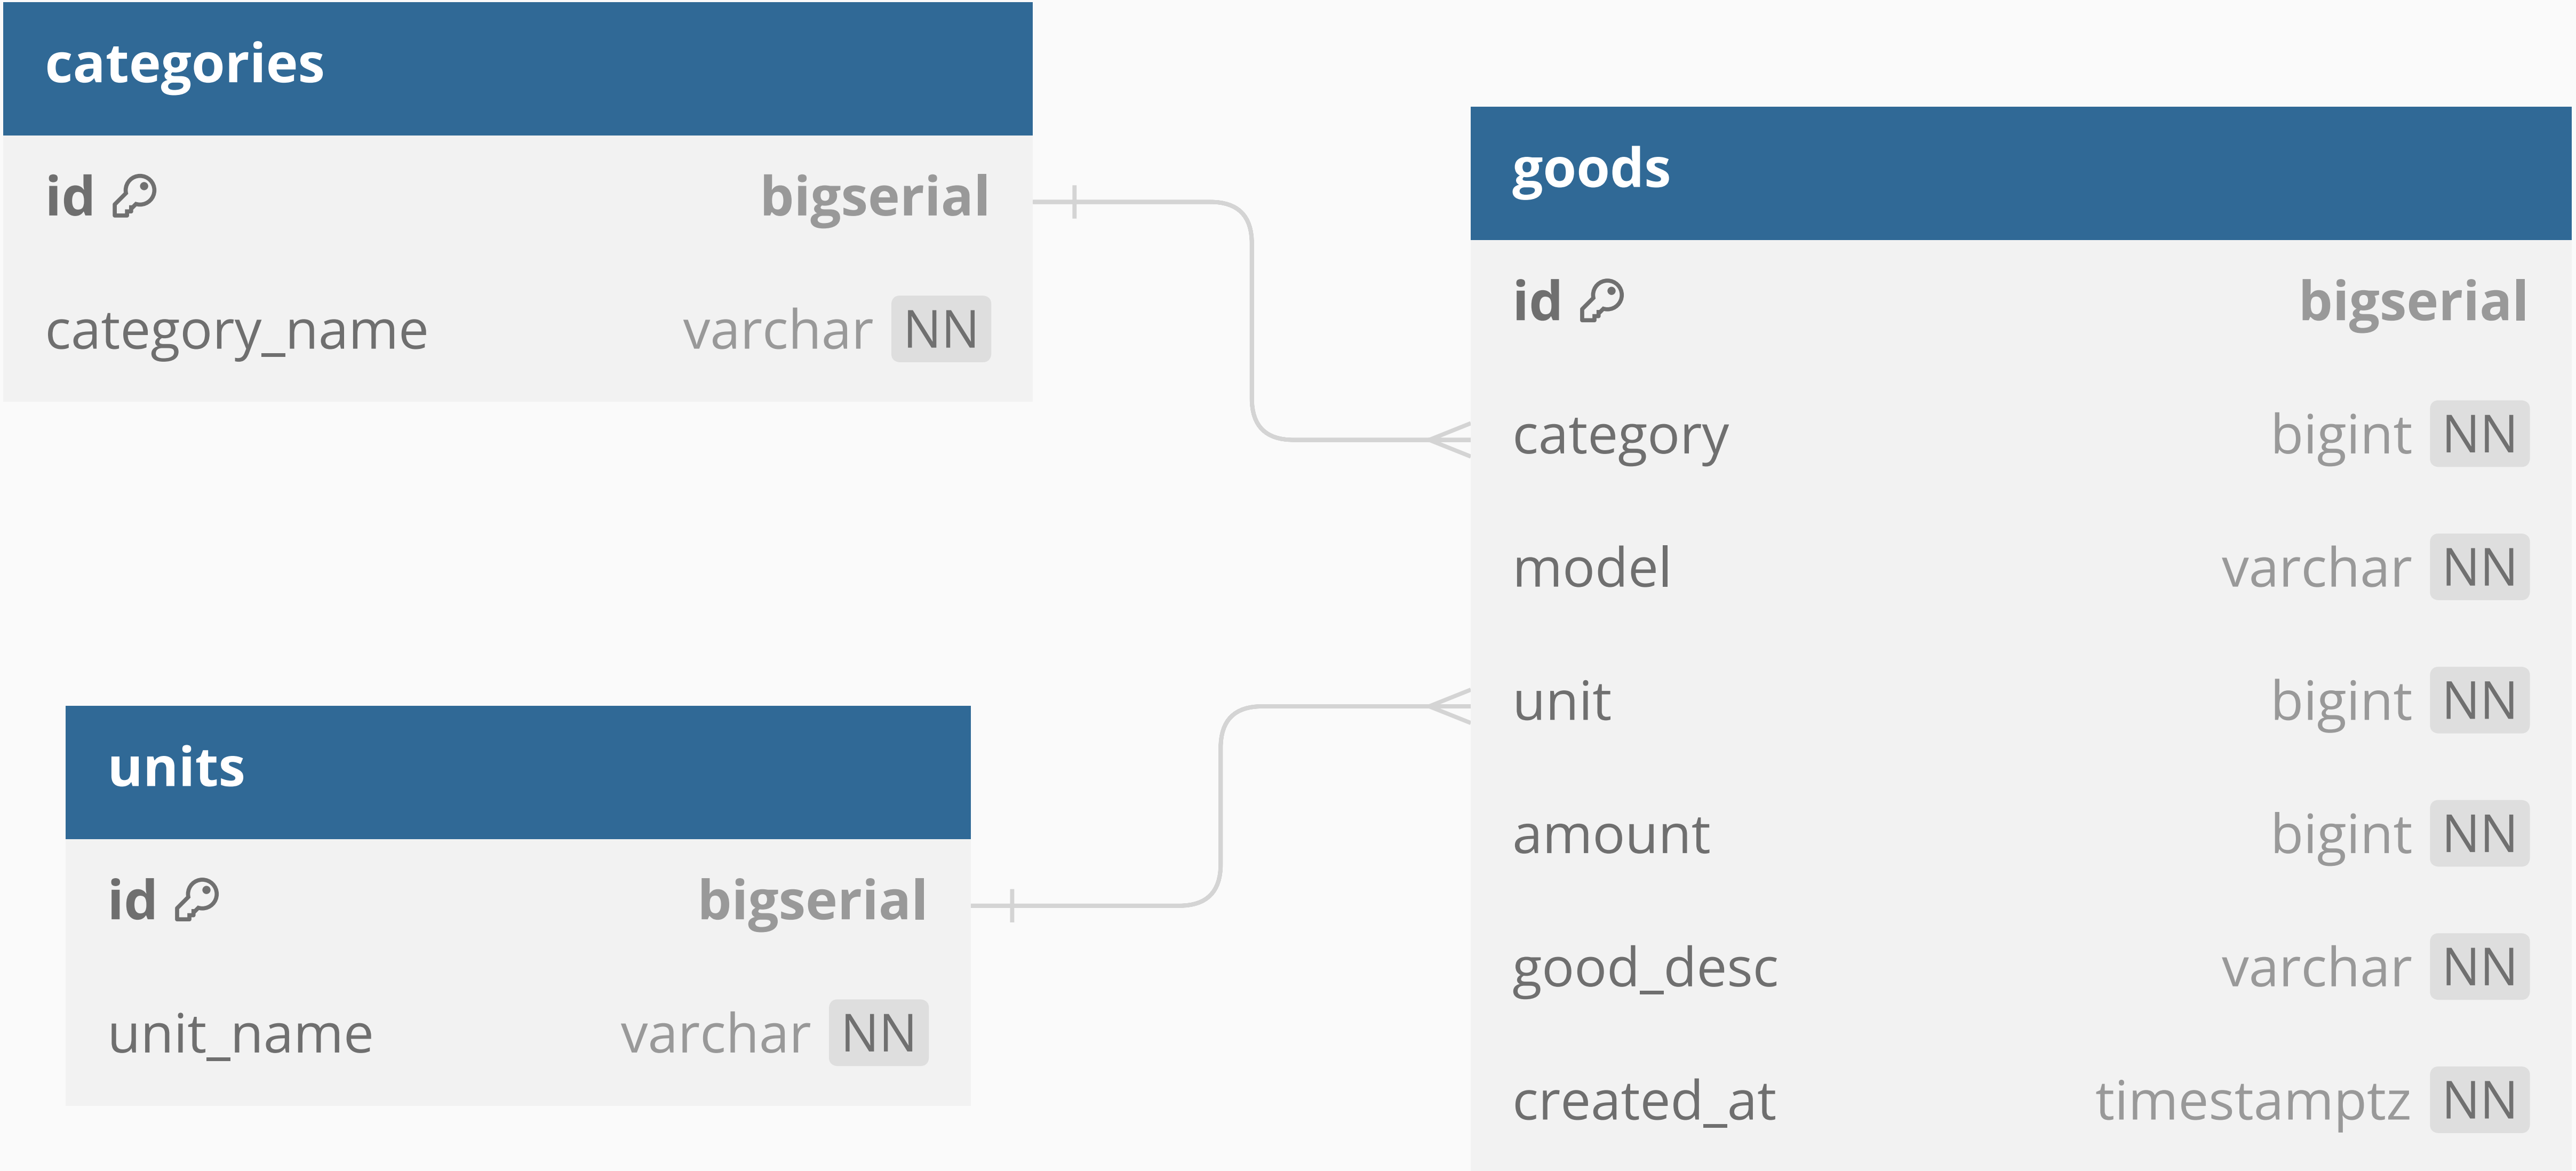 categories
id bigserial
category_name varchar NN
goods
id bigserial
category bigint NN
model varchar NN
unit bigint NN
amount bigint NN
good_desc varchar NN
created_at timestamptz NN
units
id bigserial
unit_name varchar NN